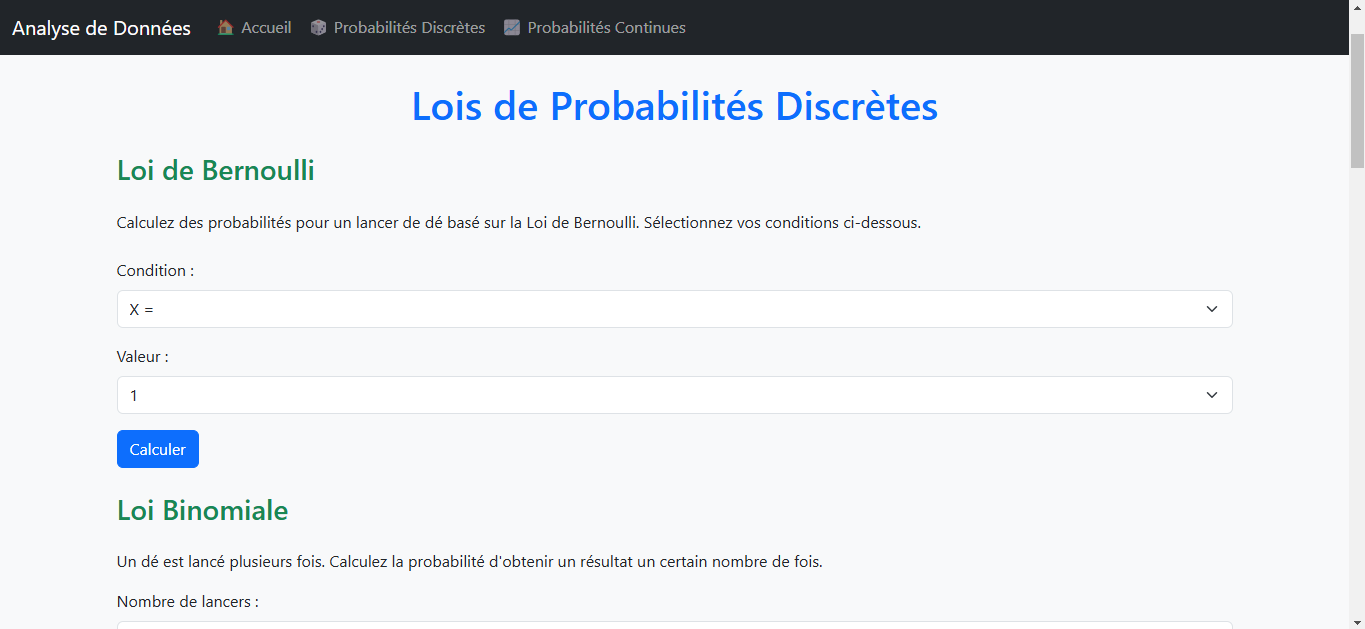 Analyse de Données Accueil Probabilités Discrètes Probabilités Continues
Lois de Probabilités Discrètes
Loi de Bernoulli
Calculez des probabilités pour un lancer de dé basé sur la Loi de Bernoulli. Sélectionnez vos conditions ci-dessous.
Condition :
X =
Valeur :
1
Calculer
Loi Binomiale
Un dé est lancé plusieurs fois. Calculez la probabilité d'obtenir un résultat un certain nombre de fois.
Nombre de lancers :